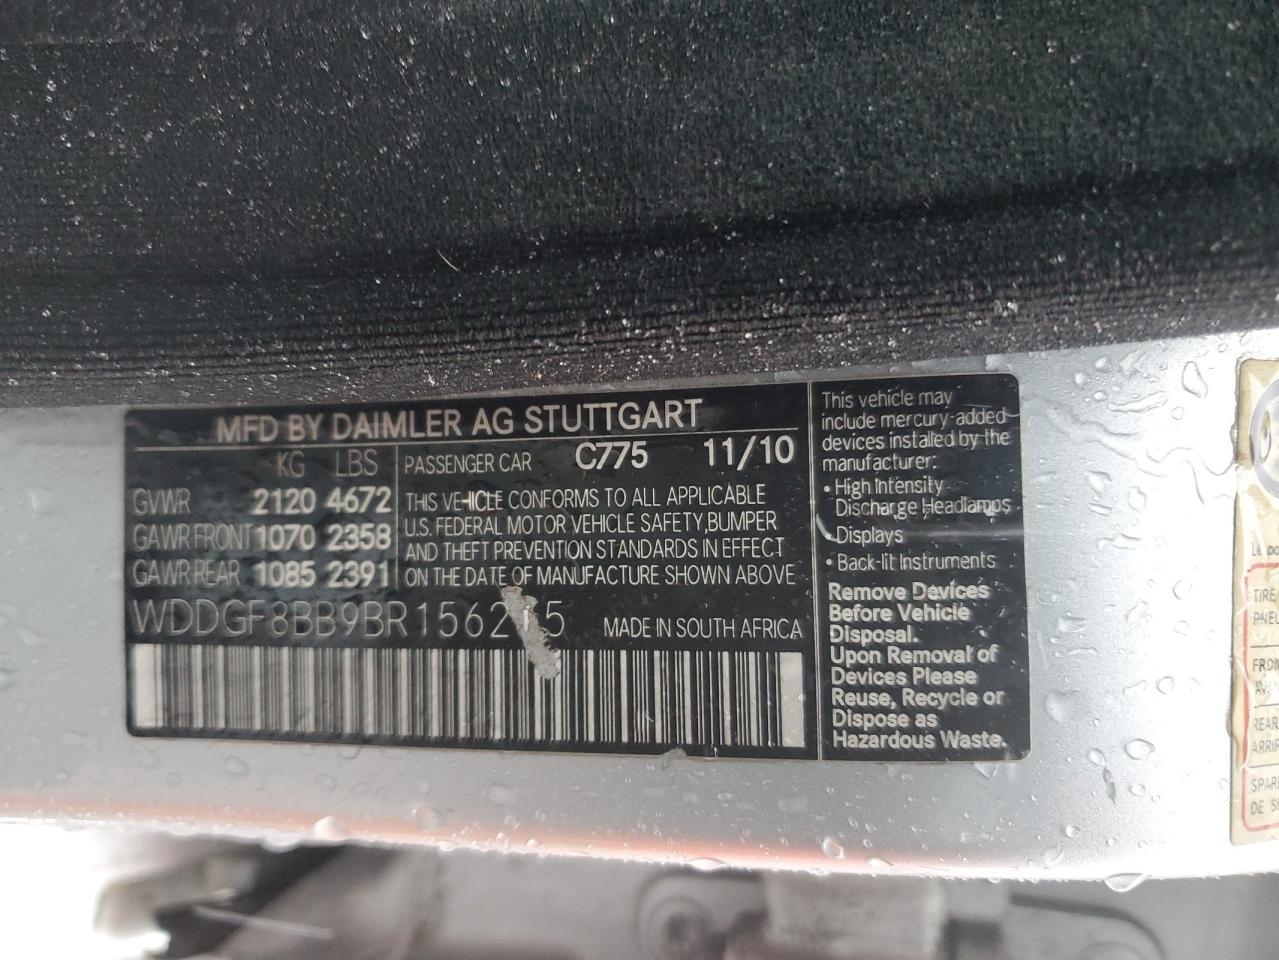 MFD BY DAIMLER AG STUTTGART
KG LBS
GVWR 2120 4672
GAWR FRONT 1070 2358
GAWR REAR 1085 2391
PASSENGER CAR C775 11/10
THIS VEHICLE CONFORMS TO ALL APPLICABLE
U.S. FEDERAL MOTOR VEHICLE SAFETY,BUMPER
AND THEFT PREVENTION STANDARDS IN EFFECT
ON THE DATE OF MANUFACTURE SHOWN ABOVE
MADE IN SOUTH AFRICA
This vehicle may
include mercury-added
devices installed by the
manufacturer:
• High Intensity
Discharge Headlamps
• Displays
• Back-lit Instruments
Remove Devices
Before Vehicle
Disposal.
Upon Removal of
Devices Please
Reuse, Recycle or
Dispose as
Hazardous Waste.
TIRE
REAR